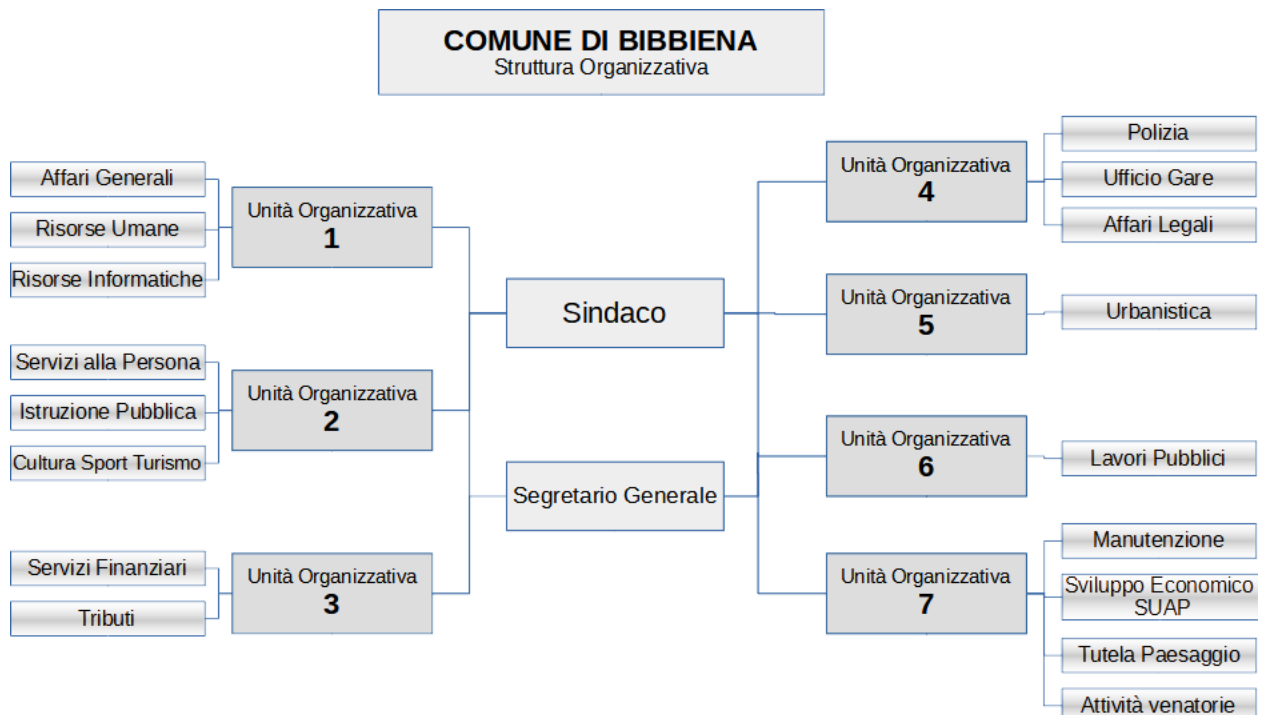 COMUNE DI BIBBIENA
Struttura Organizzativa
Affari Generali
Risorse Umane
Risorse Informatiche
Unità Organizzativa
1
Servizi alla Persona
Istruzione Pubblica
Cultura Sport Turismo
Unità Organizzativa
2
Servizi Finanziari
Tributi
Unità Organizzativa
3
Sindaco
Segretario Generale
Unità Organizzativa
4
Polizia
Ufficio Gare
Affari Legali
Unità Organizzativa
5
Urbanistica
Unità Organizzativa
6
Lavori Pubblici
Unità Organizzativa
7
Manutenzione
Sviluppo Economico
SUAP
Tutela Paesaggio
Attività venatorie